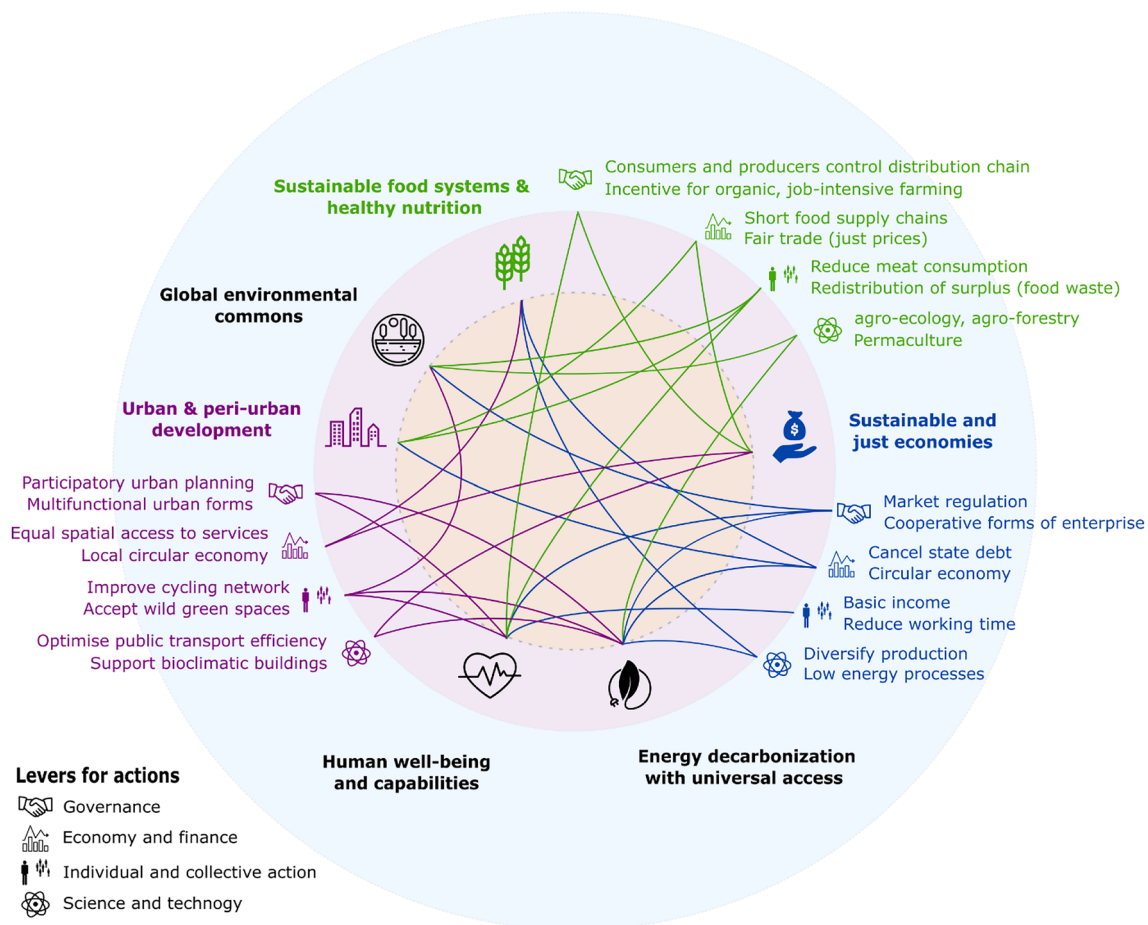 Sustainable food systems &
healthy nutrition
Consumers and producers control distribution chain
Incentive for organic, job-intensive farming
Short food supply chains
Fair trade (just prices)
Reduce meat consumption
Redistribution of surplus (food waste)
agro-ecology, agro-forestry
Permaculture
Global environmental
commons
Urban & peri-urban
development
$
Sustainable and
just economies
Participatory urban planning
Multifunctional urban forms
Equal spatial access to services
Local circular economy
Improve cycling network
Accept wild green spaces
Optimise public transport efficiency
Support bioclimatic buildings
Market regulation
Cooperative forms of enterprise
Cancel state debt
Circular economy
Basic income
Reduce working time
Diversify production
Low energy processes
Human well-being
and capabilities
Energy decarbonization
with universal access
Levers for actions
Governance
Economy and finance
Individual and collective action
Science and technogy